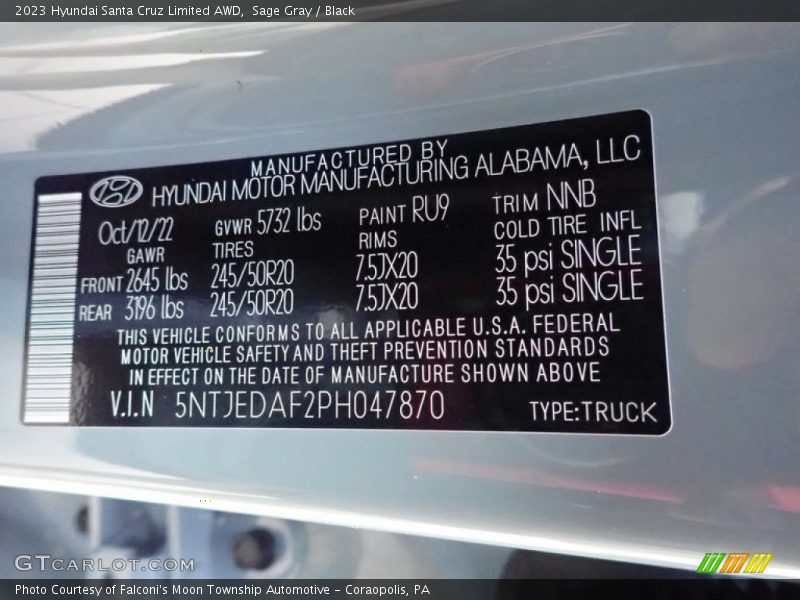 2023 Hyundai Santa Cruz Limited AWD,  Sage Gray / Black
MANUFACTURED BY
HYUNDAI MOTOR MANUFACTURING ALABAMA, LLC
Oct/12/22 GVWR 5732 lbs PAINT RU9 TRIM NNB
GAWR TIRES RIMS COLD TIRE INFL
FRONT 2645 lbs 245/50R20 7.5JX20 35 psi SINGLE
REAR 3196 lbs 245/50R20 7.5JX20 35 psi SINGLE
THIS VEHICLE CONFORMS TO ALL APPLICABLE U.S.A. FEDERAL
MOTOR VEHICLE SAFETY AND THEFT PREVENTION STANDARDS
IN EFFECT ON THE DATE OF MANUFACTURE SHOWN ABOVE
V.I.N 5NTJEDAF2PH047870 TYPE:TRUCK
GTCARLOT.COM
Photo Courtesy of Falconi's Moon Township Automotive – Coraopolis, PA